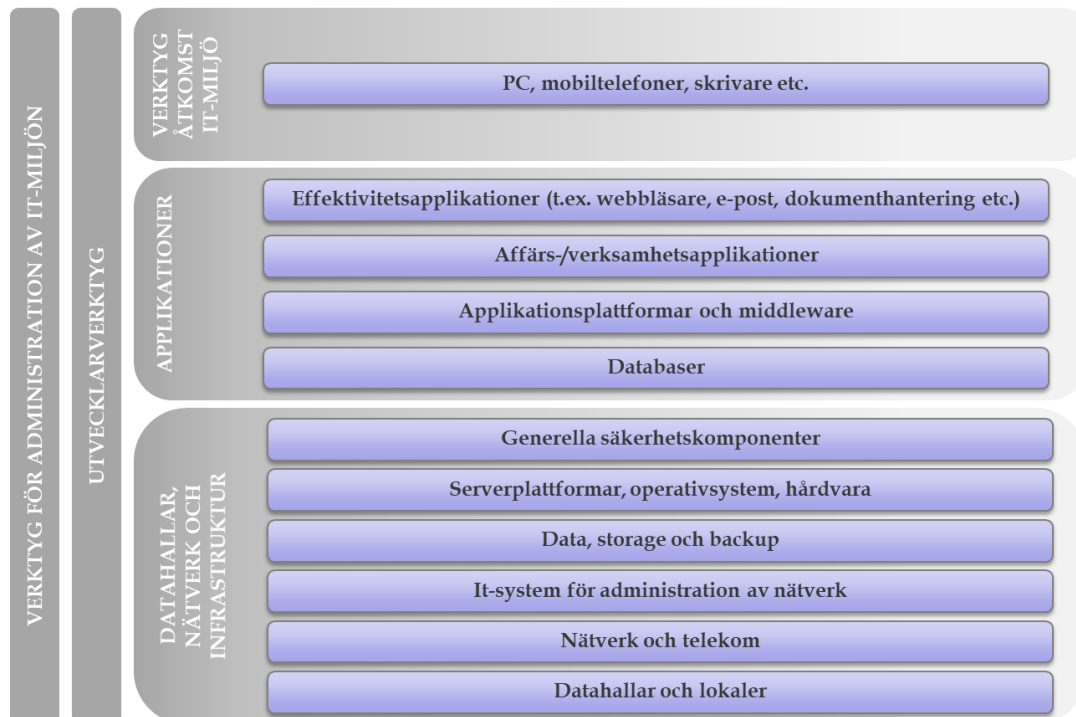 VERKTYG FÖR ADMINISTRATION AV IT-MILJÖN
UTVECKLARVERKTYG
VERKTYG
ÅTKOMST
IT-MILJÖ
PC, mobiltelefoner, skrivare etc.
APPLIKATIONER
Effektivitetsapplikationer (t.ex. webbläsare, e-post, dokumenthantering etc.)
Affärs-/verksamhetsapplikationer
Applikationsplattformar och middleware
Databaser
DATAHALLAR,
NÄTVERK OCH
INFRASTRUKTUR
Generella säkerhetskomponenter
Serverplattformar, operativsystem, hårdvara
Data, storage och backup
It-system för administration av nätverk
Nätverk och telekom
Datahallar och lokaler